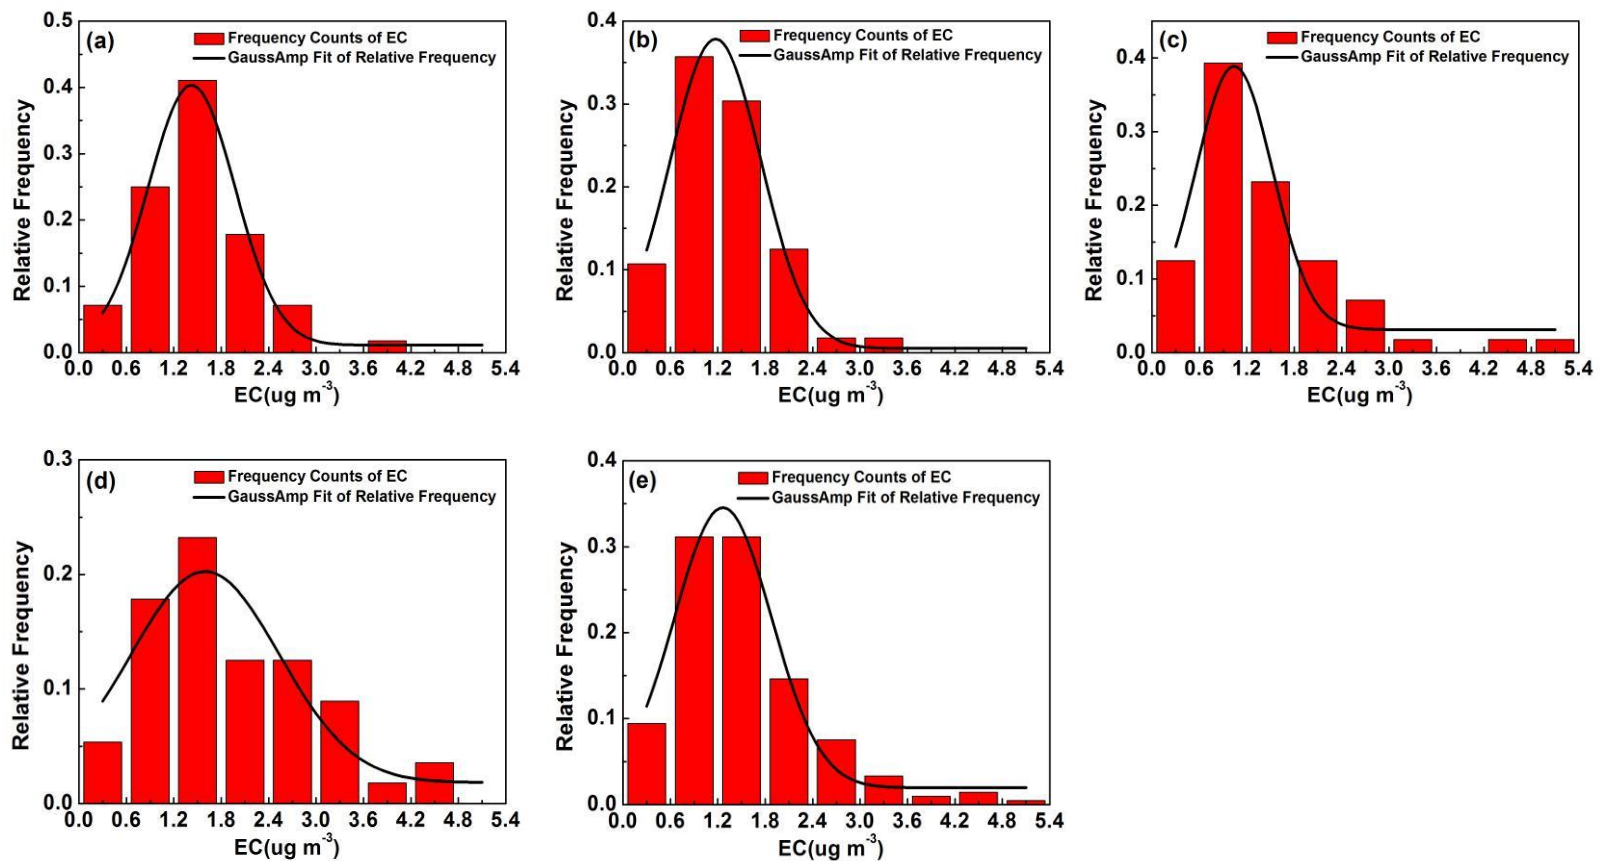 (a)
Frequency Counts of EC
GaussAmp Fit of Relative Frequency
Relative Frequency
0.5
0.4
0.3
0.2
0.1
0.0
0.0 0.6 1.2 1.8 2.4 3.0 3.6 4.2 4.8 5.4
EC(ug m⁻³)
(b)
Frequency Counts of EC
GaussAmp Fit of Relative Frequency
Relative Frequency
0.4
0.3
0.2
0.1
0.0
0.0 0.6 1.2 1.8 2.4 3.0 3.6 4.2 4.8 5.4
EC(ug m⁻³)
(c)
Frequency Counts of EC
GaussAmp Fit of Relative Frequency
Relative Frequency
0.4
0.3
0.2
0.1
0.0
0.0 0.6 1.2 1.8 2.4 3.0 3.6 4.2 4.8 5.4
EC(ug m⁻³)
(d)
Frequency Counts of EC
GaussAmp Fit of Relative Frequency
Relative Frequency
0.3
0.2
0.1
0.0
0.0 0.6 1.2 1.8 2.4 3.0 3.6 4.2 4.8 5.4
EC(ug m⁻³)
(e)
Frequency Counts of EC
GaussAmp Fit of Relative Frequency
Relative Frequency
0.4
0.3
0.2
0.1
0.0
0.0 0.6 1.2 1.8 2.4 3.0 3.6 4.2 4.8 5.4
EC(ug m⁻³)